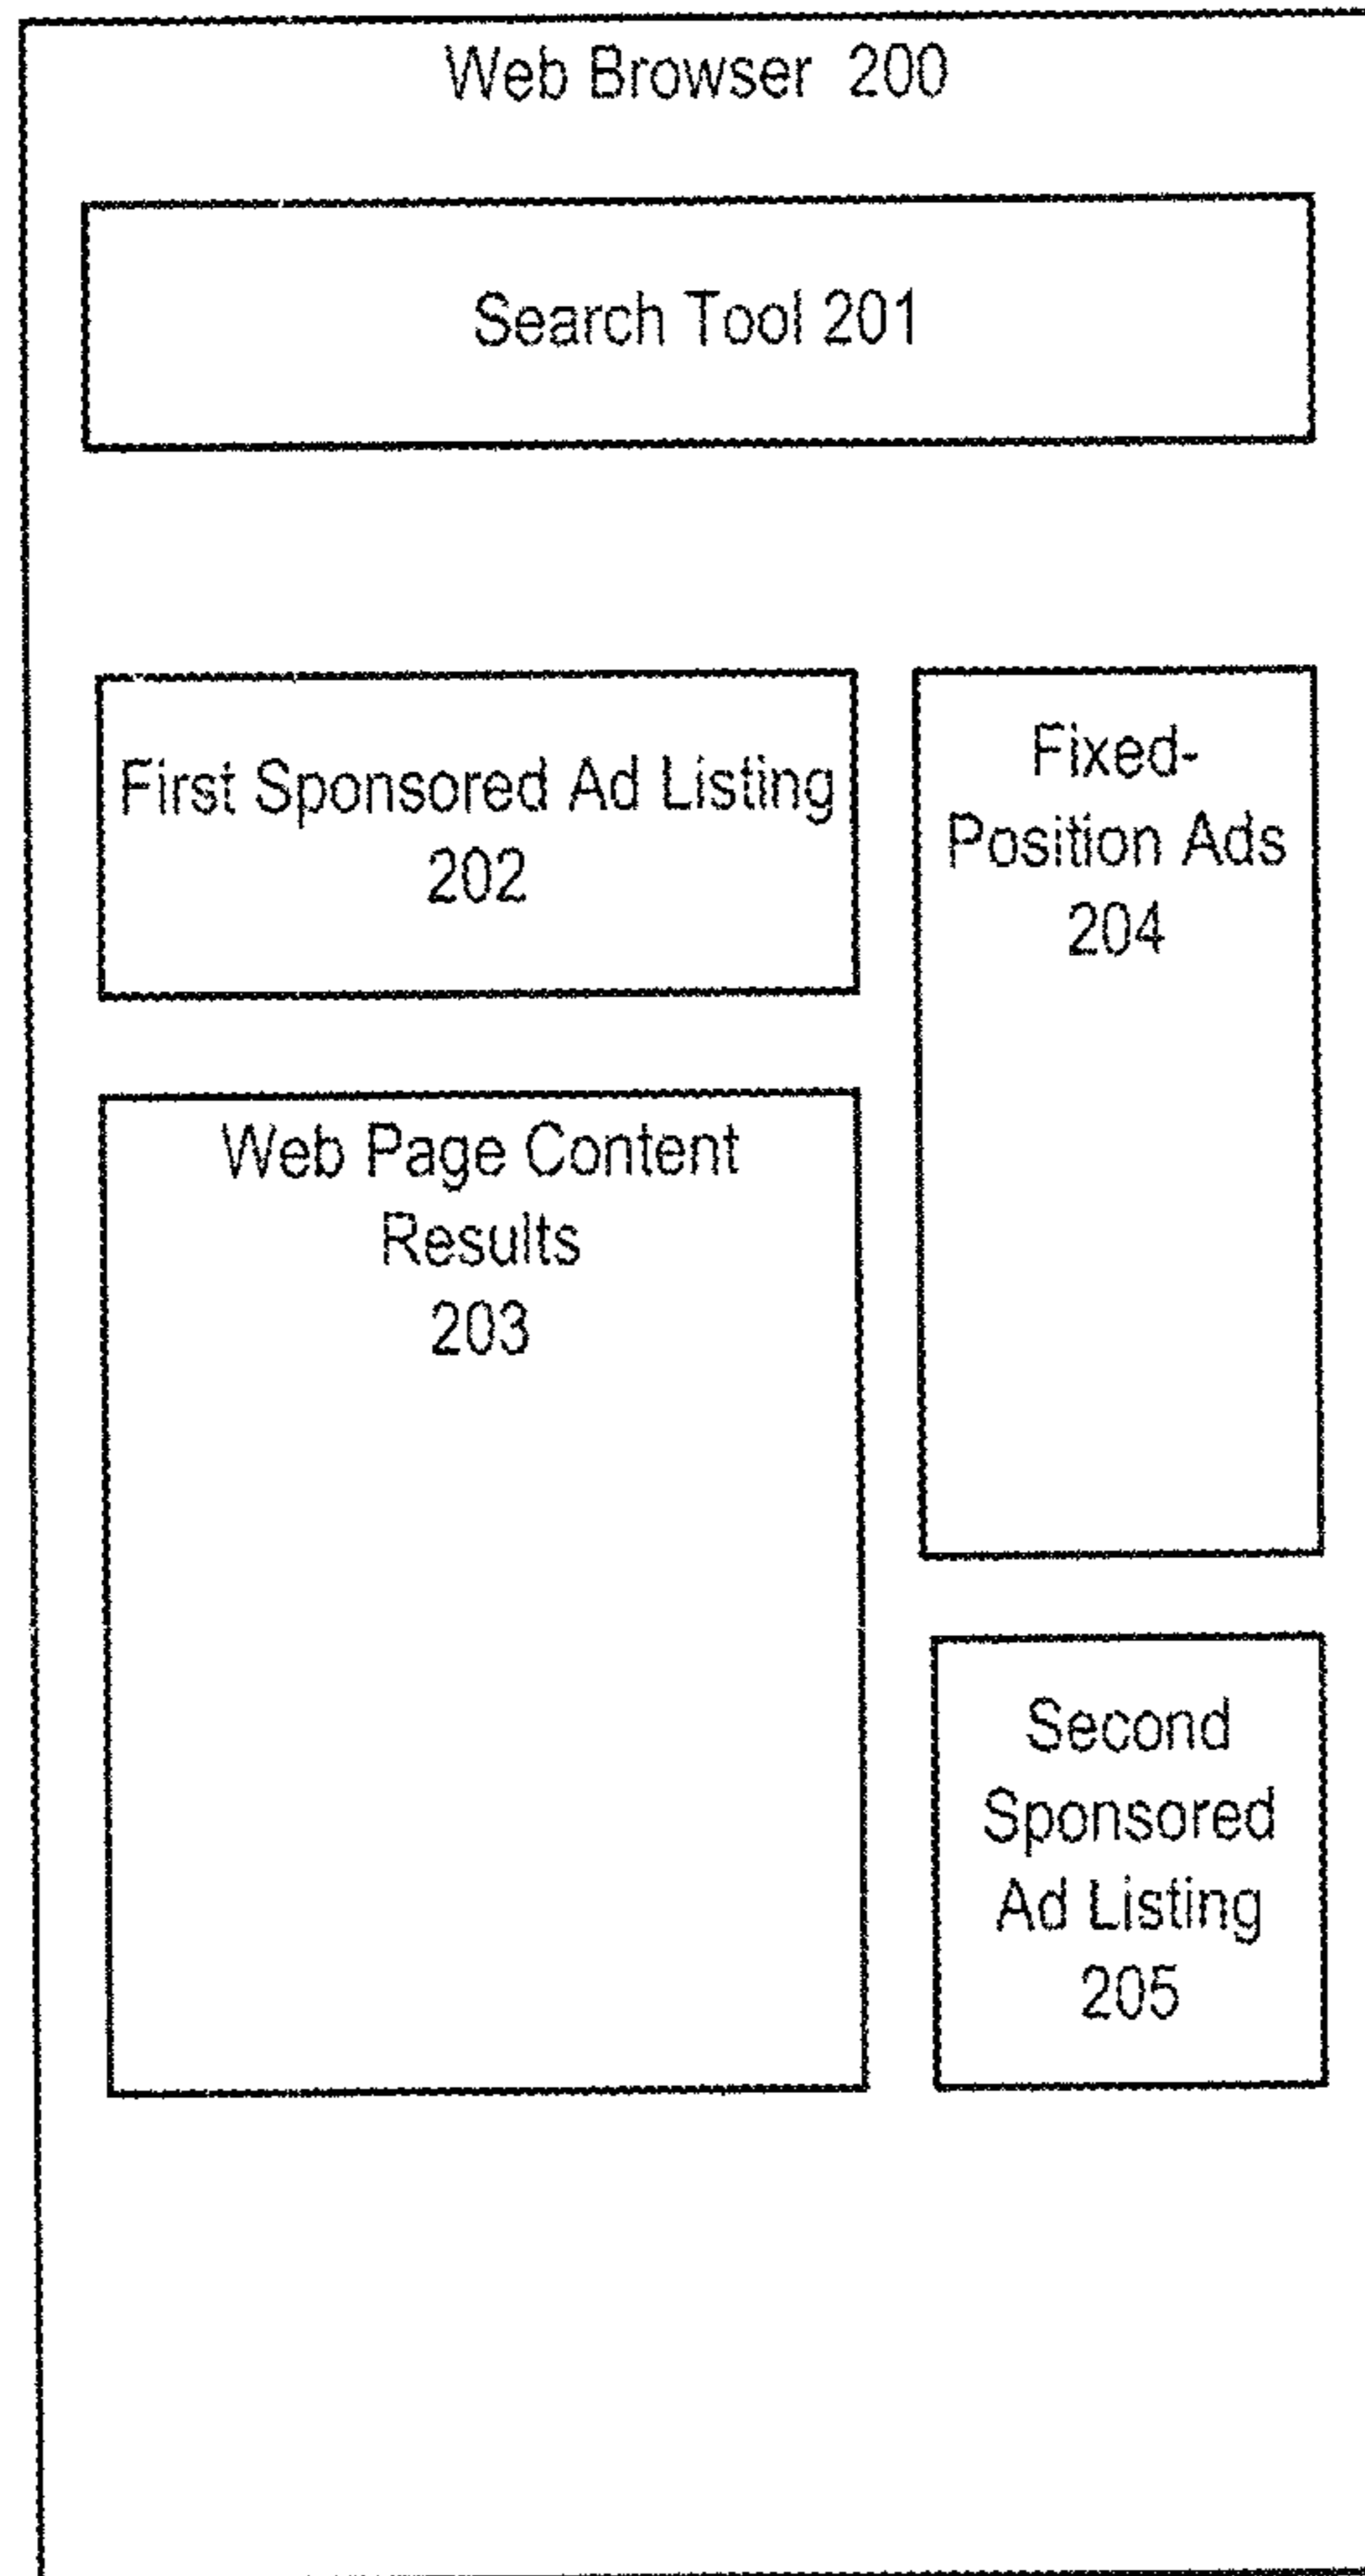 Web Browser 200
Search Tool 201
First Sponsored Ad Listing
202
Fixed-
Position Ads
204
Web Page Content
Results
203
Second
Sponsored
Ad Listing
205